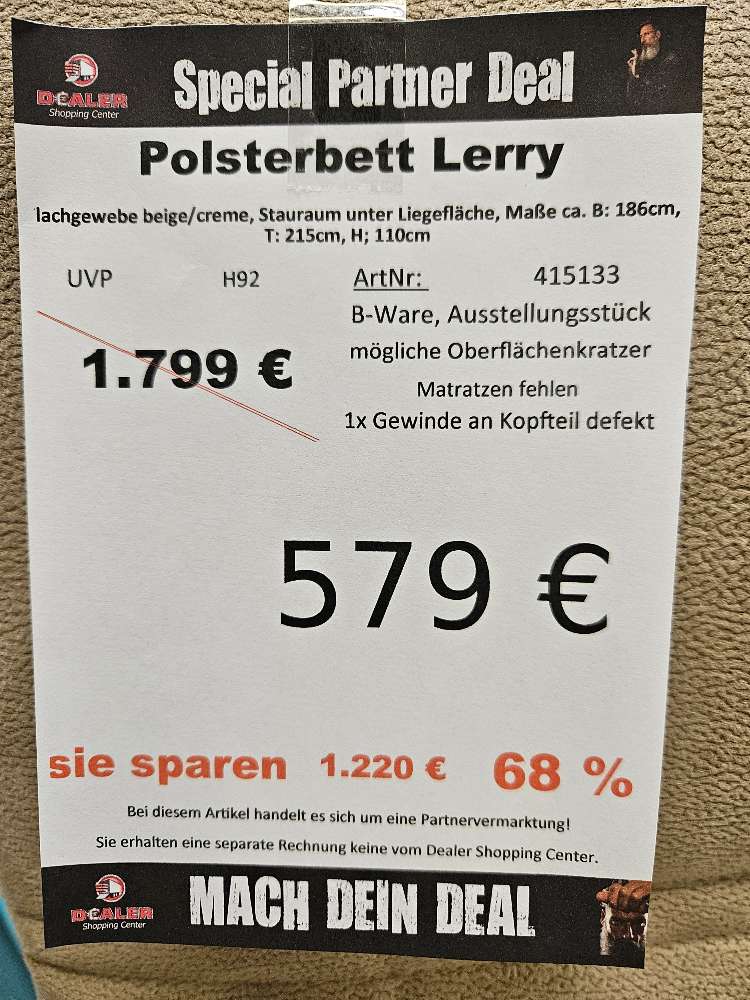 DEALER
Shopping Center
Special Partner Deal
Polsterbett Lerry
lachgewebe beige/creme, Stauraum unter Liegefläche, Maße ca. B: 186cm,
T: 215cm, H; 110cm
UVP H92 ArtNr: 415133
B-Ware, Ausstellungsstück
1.799 € mögliche Oberflächenkratzer
Matratzen fehlen
1x Gewinde an Kopfteil defekt
579 €
sie sparen 1.220 € 68 %
Bei diesem Artikel handelt es sich um eine Partnervermarktung!
Sie erhalten eine separate Rechnung keine vom Dealer Shopping Center.
DEALER
Shopping Center
MACH DEIN DEAL